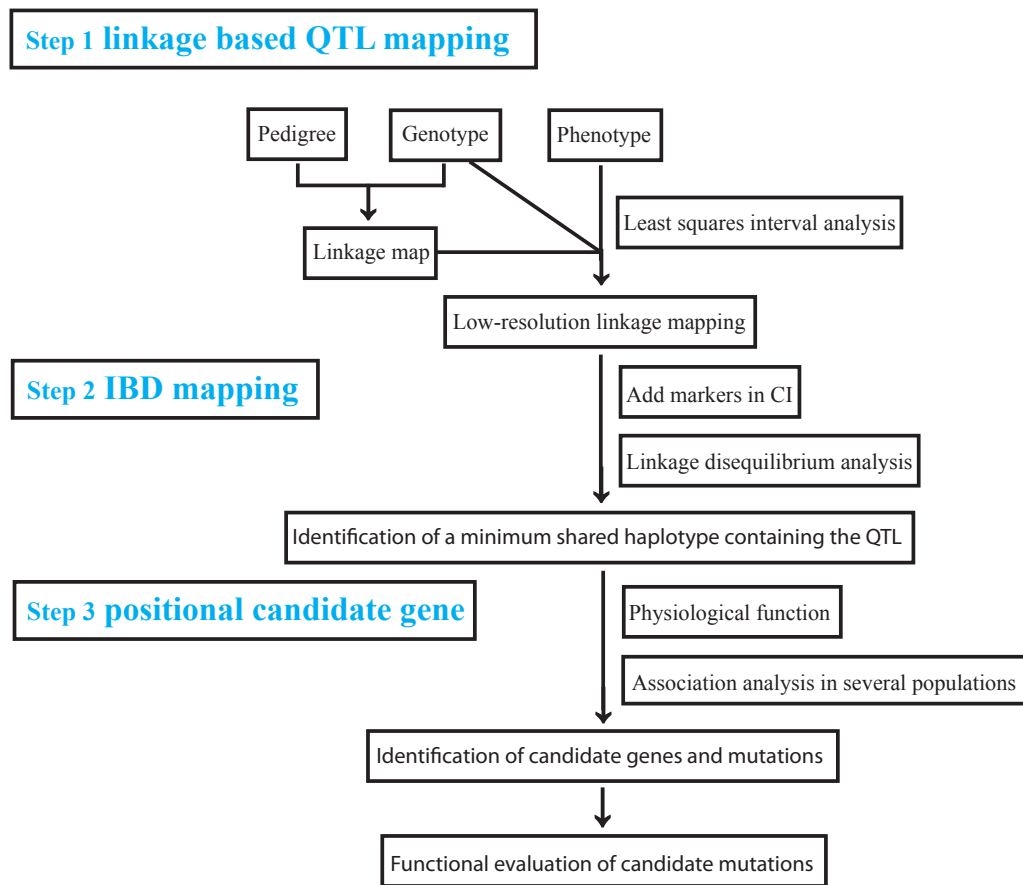 Step 1 linkage based QTL mapping
Pedigree
Genotype
Phenotype
Least squares interval analysis
Linkage map
Low-resolution linkage mapping
Step 2 IBD mapping
Add markers in CI
Linkage disequilibrium analysis
Identification of a minimum shared haplotype containing the QTL
Step 3 positional candidate gene
Physiological function
Association analysis in several populations
Identification of candidate genes and mutations
Functional evaluation of candidate mutations